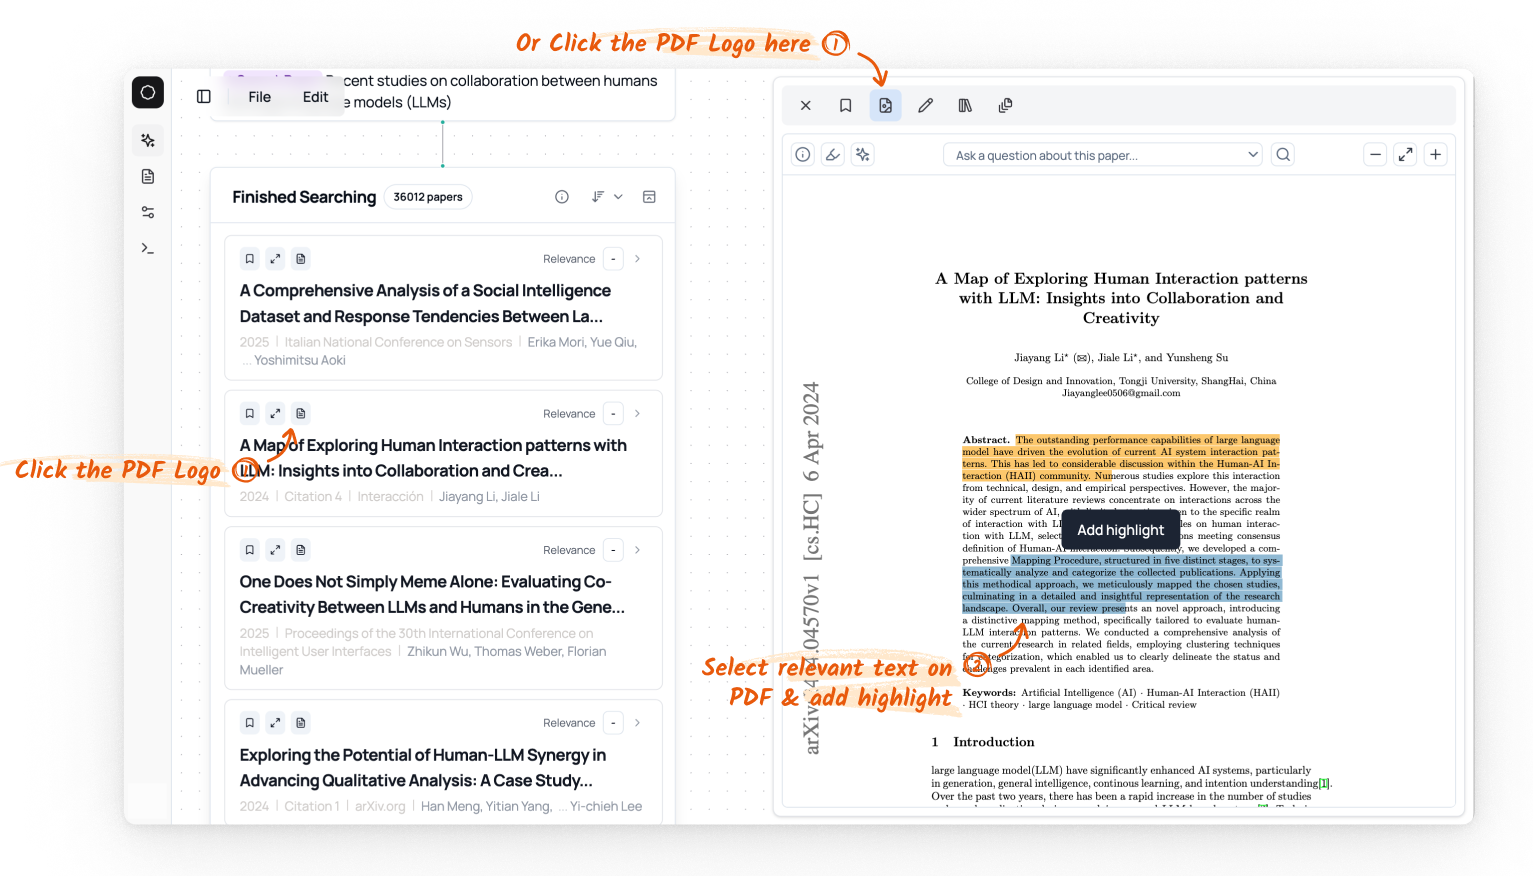 Or Click the PDF Logo here 1
File Edit
cent studies on collaboration between humans
e models (LLMs)
Finished Searching 36012 papers
Relevance -
A Comprehensive Analysis of a Social Intelligence
Dataset and Response Tendencies Between La...
2025 | Italian National Conference on Sensors | Erika Mori, Yue Qiu,
... Yoshimitsu Aoki
Relevance -
A Map of Exploring Human Interaction patterns with
LLM: Insights into Collaboration and Crea...
2024 | Citation 4 | Interacción | Jiayang Li, Jiale Li
Click the PDF Logo
Relevance -
One Does Not Simply Meme Alone: Evaluating Co-
Creativity Between LLMs and Humans in the Gene...
2025 | Proceedings of the 30th International Conference on
Intelligent User Interfaces | Zhikun Wu, Thomas Weber, Florian
Mueller
Relevance -
Exploring the Potential of Human-LLM Synergy in
Advancing Qualitative Analysis: A Case Study...
2024 | Citation 1 | arXiv.org | Han Meng, Yitian Yang, ... Yi-chieh Lee
Ask a question about this paper...
A Map of Exploring Human Interaction patterns
with LLM: Insights into Collaboration and
Creativity
Jiayang Li* (✉), Jiale Li*, and Yunsheng Su
College of Design and Innovation, Tongji University, ShangHai, China
Jiayanglee0506@gmail.com
Abstract. The outstanding performance capabilities of large language
model have driven the evolution of current AI system interaction pat-
terns. This has led to considerable discussion within the Human-AI In-
teraction (HAII) community. Numerous studies explore this interaction
from technical, design, and empirical perspectives. However, the major-
ity of current literature reviews concentrate on interactions across the
wider spectrum of AI, en to the specific realm
of interaction with L les on human interac-
tion with LLM, select ons meeting consensus
definition of Human-AI interaction. Subsequently, we developed a com-
prehensive Mapping Procedure, structured in five distinct stages, to sys-
tematically analyze and categorize the collected publications. Applying
this methodical approach, we meticulously mapped the chosen studies,
culminating in a detailed and insightful representation of the research
landscape. Overall, our review presents an novel approach, introducing
a distinctive mapping method, specifically tailored to evaluate human-
LLM interaction patterns. We conducted a comprehensive analysis of
the current research in related fields, employing clustering techniques
for categorization, which enabled us to clearly delineate the status and
challenges prevalent in each identified area.
Add highlight
Select relevant text on 2
PDF & add highlight
Keywords: Artificial Intelligence (AI) · Human-AI Interaction (HAII)
· HCI theory · large language model · Critical review
1 Introduction
large language model(LLM) have significantly enhanced AI systems, particularly
in generation, general intelligence, continous learning, and intention understanding[1].
Over the past two years, there has been a rapid increase in the number of studies
arXiv: 4.04570v1 [cs.HC] 6 Apr 2024